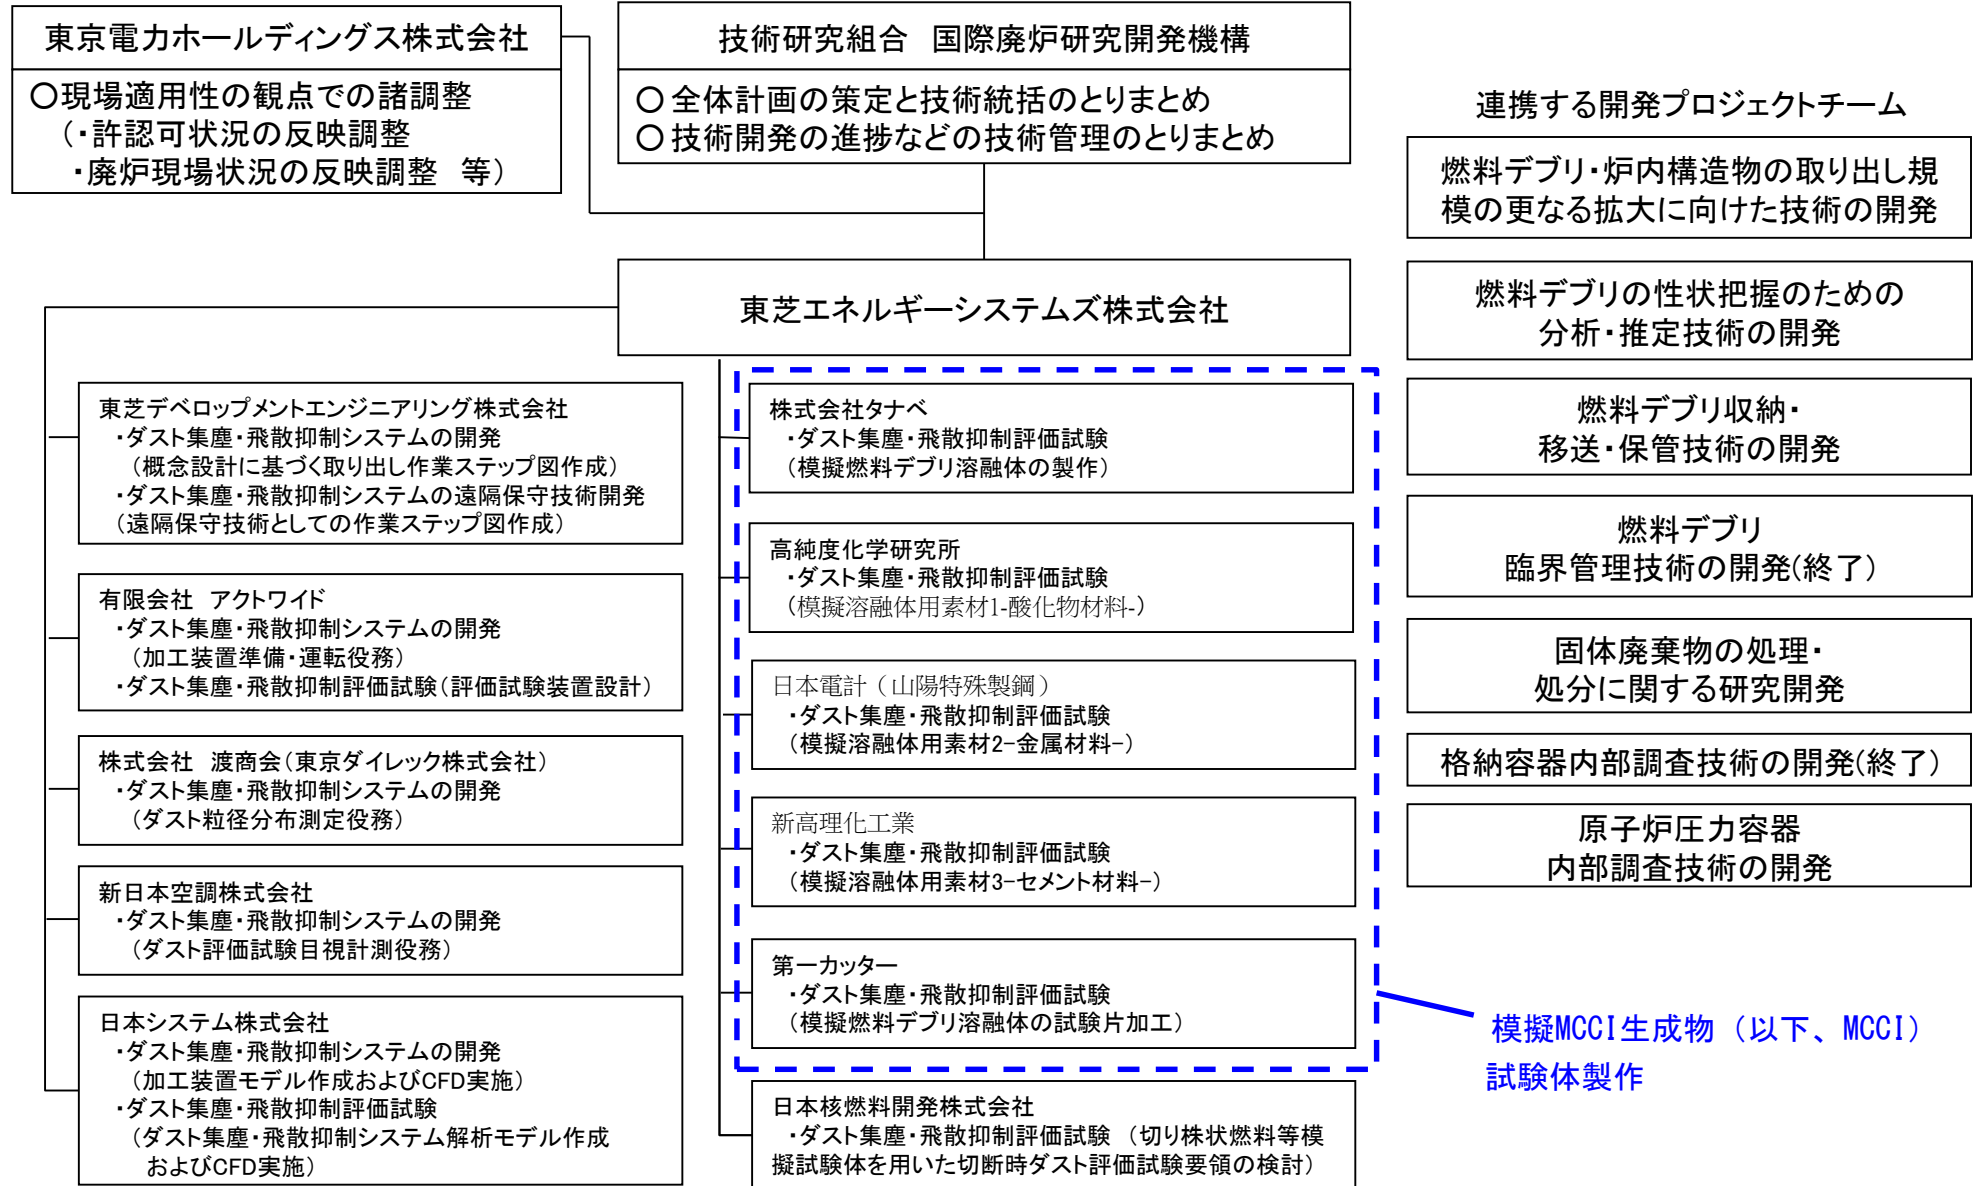 東京電力ホールディングス株式会社
〇現場適用性の観点での諸調整
（・許認可状況の反映調整
・廃炉現場状況の反映調整　等）
技術研究組合　国際廃炉研究開発機構
〇全体計画の策定と技術統括のとりまとめ
〇技術開発の進捗などの技術管理のとりまとめ
東芝エネルギーシステムズ株式会社
東芝デベロップメントエンジニアリング株式会社
・ダスト集塵・飛散抑制システムの開発
（概念設計に基づく取り出し作業ステップ図作成）
・ダスト集塵・飛散抑制システムの遠隔保守技術開発
（遠隔保守技術としての作業ステップ図作成）
有限会社　アクトワイド
・ダスト集塵・飛散抑制システムの開発
（加工装置準備・運転役務）
・ダスト集塵・飛散抑制評価試験（評価試験装置設計）
株式会社　渡商会（東京ダイレック株式会社）
・ダスト集塵・飛散抑制システムの開発
（ダスト粒径分布測定役務）
新日本空調株式会社
・ダスト集塵・飛散抑制システムの開発
（ダスト評価試験目視計測役務）
日本システム株式会社
・ダスト集塵・飛散抑制システムの開発
（加工装置モデル作成およびCFD実施）
・ダスト集塵・飛散抑制評価試験
（ダスト集塵・飛散抑制システム解析モデル作成
およびCFD実施）
株式会社タナベ
・ダスト集塵・飛散抑制評価試験
（模擬燃料デブリ溶融体の製作）
高純度化学研究所
・ダスト集塵・飛散抑制評価試験
（模擬溶融体用素材1-酸化物材料-）
日本電計（山陽特殊製鋼）
・ダスト集塵・飛散抑制評価試験
（模擬溶融体用素材2-金属材料-）
新高理化工業
・ダスト集塵・飛散抑制評価試験
（模擬溶融体用素材3-セメント材料-）
第一カッター
・ダスト集塵・飛散抑制評価試験
（模擬燃料デブリ溶融体の試験片加工）
日本核燃料開発株式会社
・ダスト集塵・飛散抑制評価試験　（切り株状燃料等模
擬試験体を用いた切断時ダスト評価試験要領の検討）
連携する開発プロジェクトチーム
燃料デブリ・炉内構造物の取り出し規
模の更なる拡大に向けた技術の開発
燃料デブリの性状把握のための
分析・推定技術の開発
燃料デブリ収納・
移送・保管技術の開発
燃料デブリ
臨界管理技術の開発(終了）
固体廃棄物の処理・
処分に関する研究開発
格納容器内部調査技術の開発(終了）
原子炉圧力容器
内部調査技術の開発
模擬MCCI生成物（以下、MCCI）
試験体製作